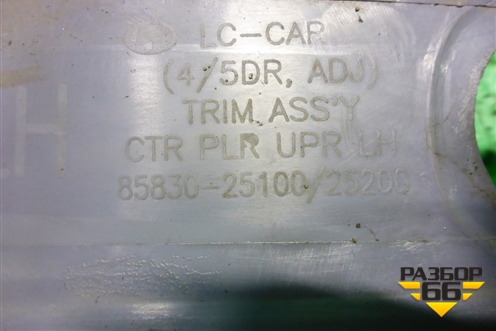 LC-CAR
(4/5DR, ADJ)
TRIM ASS'Y
CTR PLR UPR LH
85830-25100/25200
H
РАЗБОР
66